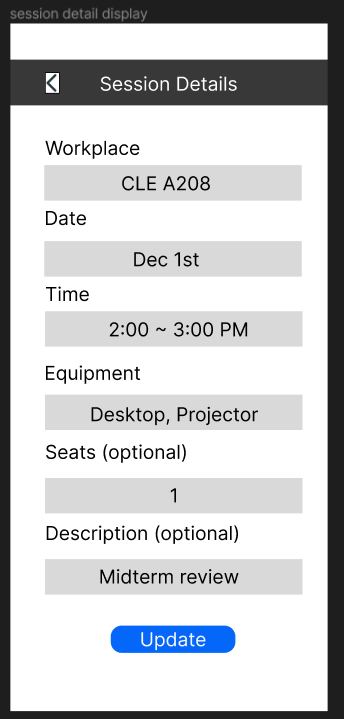 session detail display
Session Details
Workplace
CLE A208
Date
Dec 1st
Time
2:00 ~ 3:00 PM
Equipment
Desktop, Projector
Seats (optional)
1
Description (optional)
Midterm review
Update